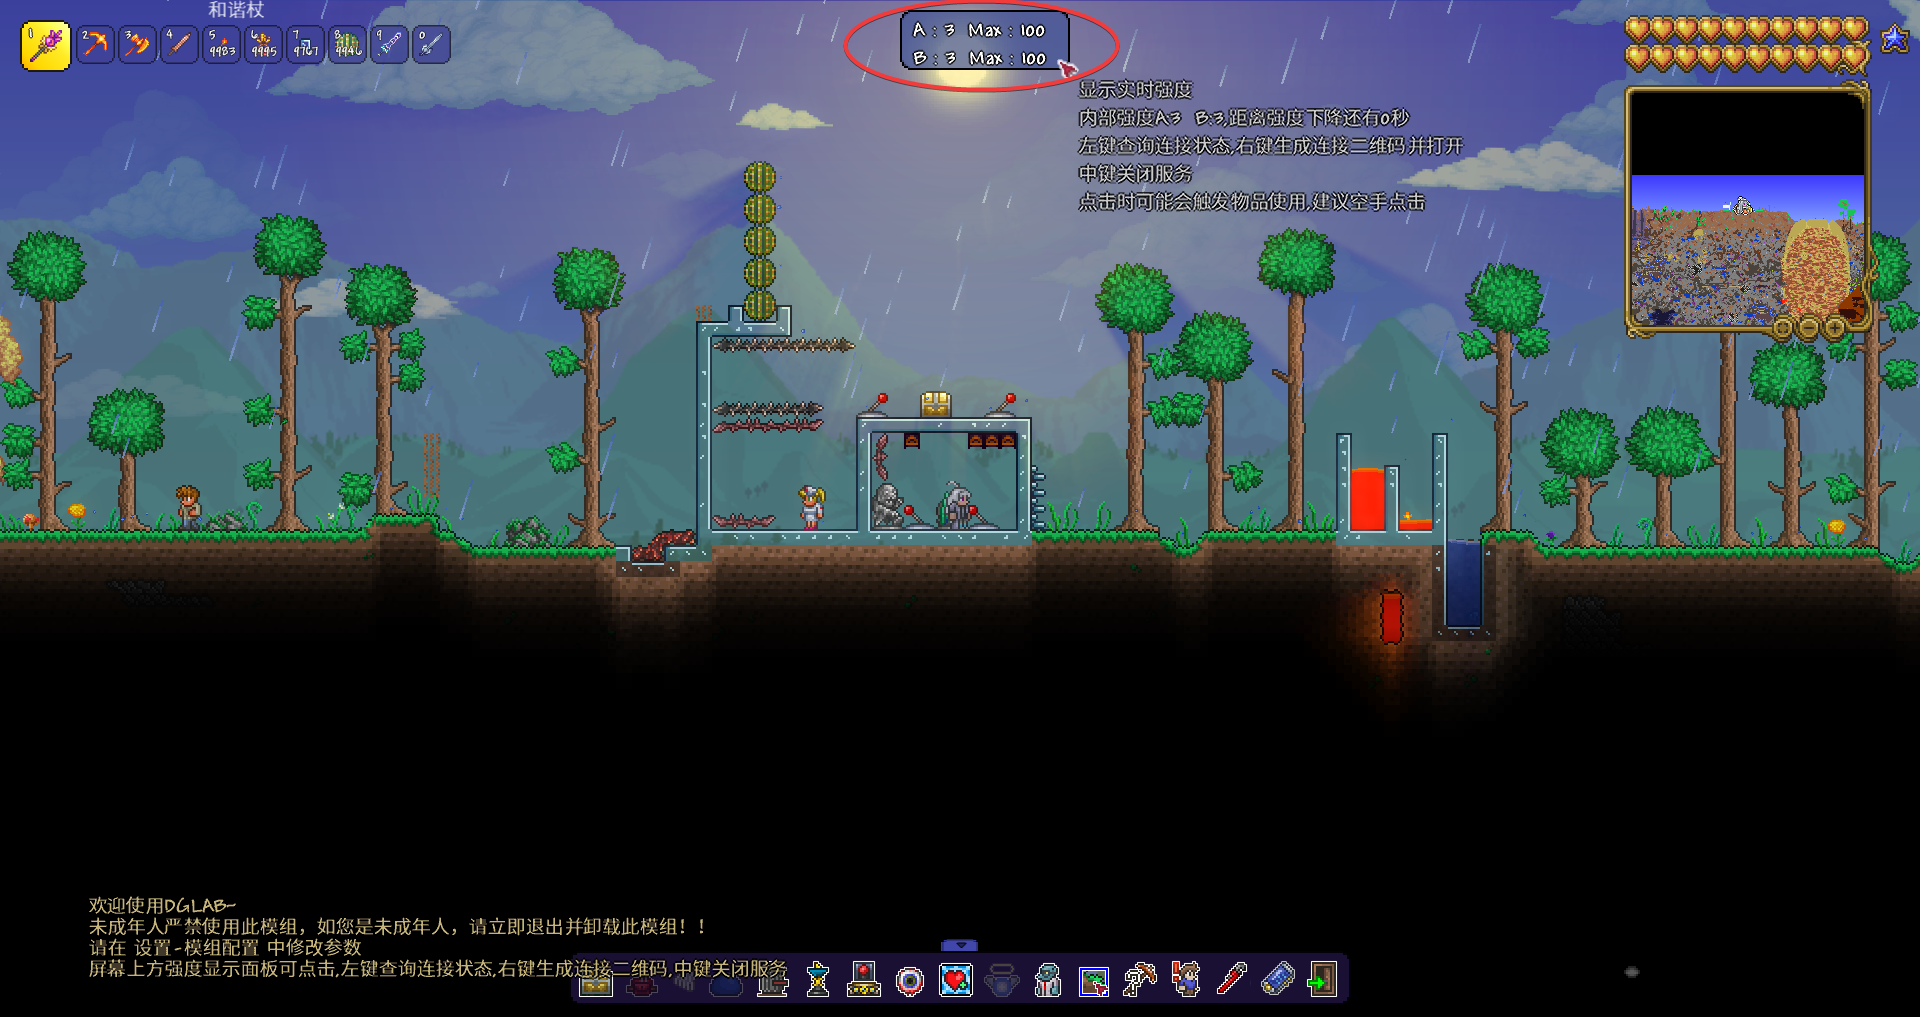 和谐杖
1 2 3 4 5 6 7 8 9 0
9983 9995 9767 9946
A : 3 Max : 100
B : 3 Max : 100
显示实时强度
内部强度A:3 B:3,距离强度下降还有0秒
左键查询连接状态,右键生成连接二维码并打开
中键关闭服务
点击时可能会触发物品使用,建议空手点击
欢迎使用DGLAB~
未成年人严禁使用此模组，如您是未成年人，请立即退出并卸载此模组！！
请在 设置-模组配置 中修改参数
屏幕上方强度显示面板可点击,左键查询连接状态,右键生成连接二维码,中键关闭服务